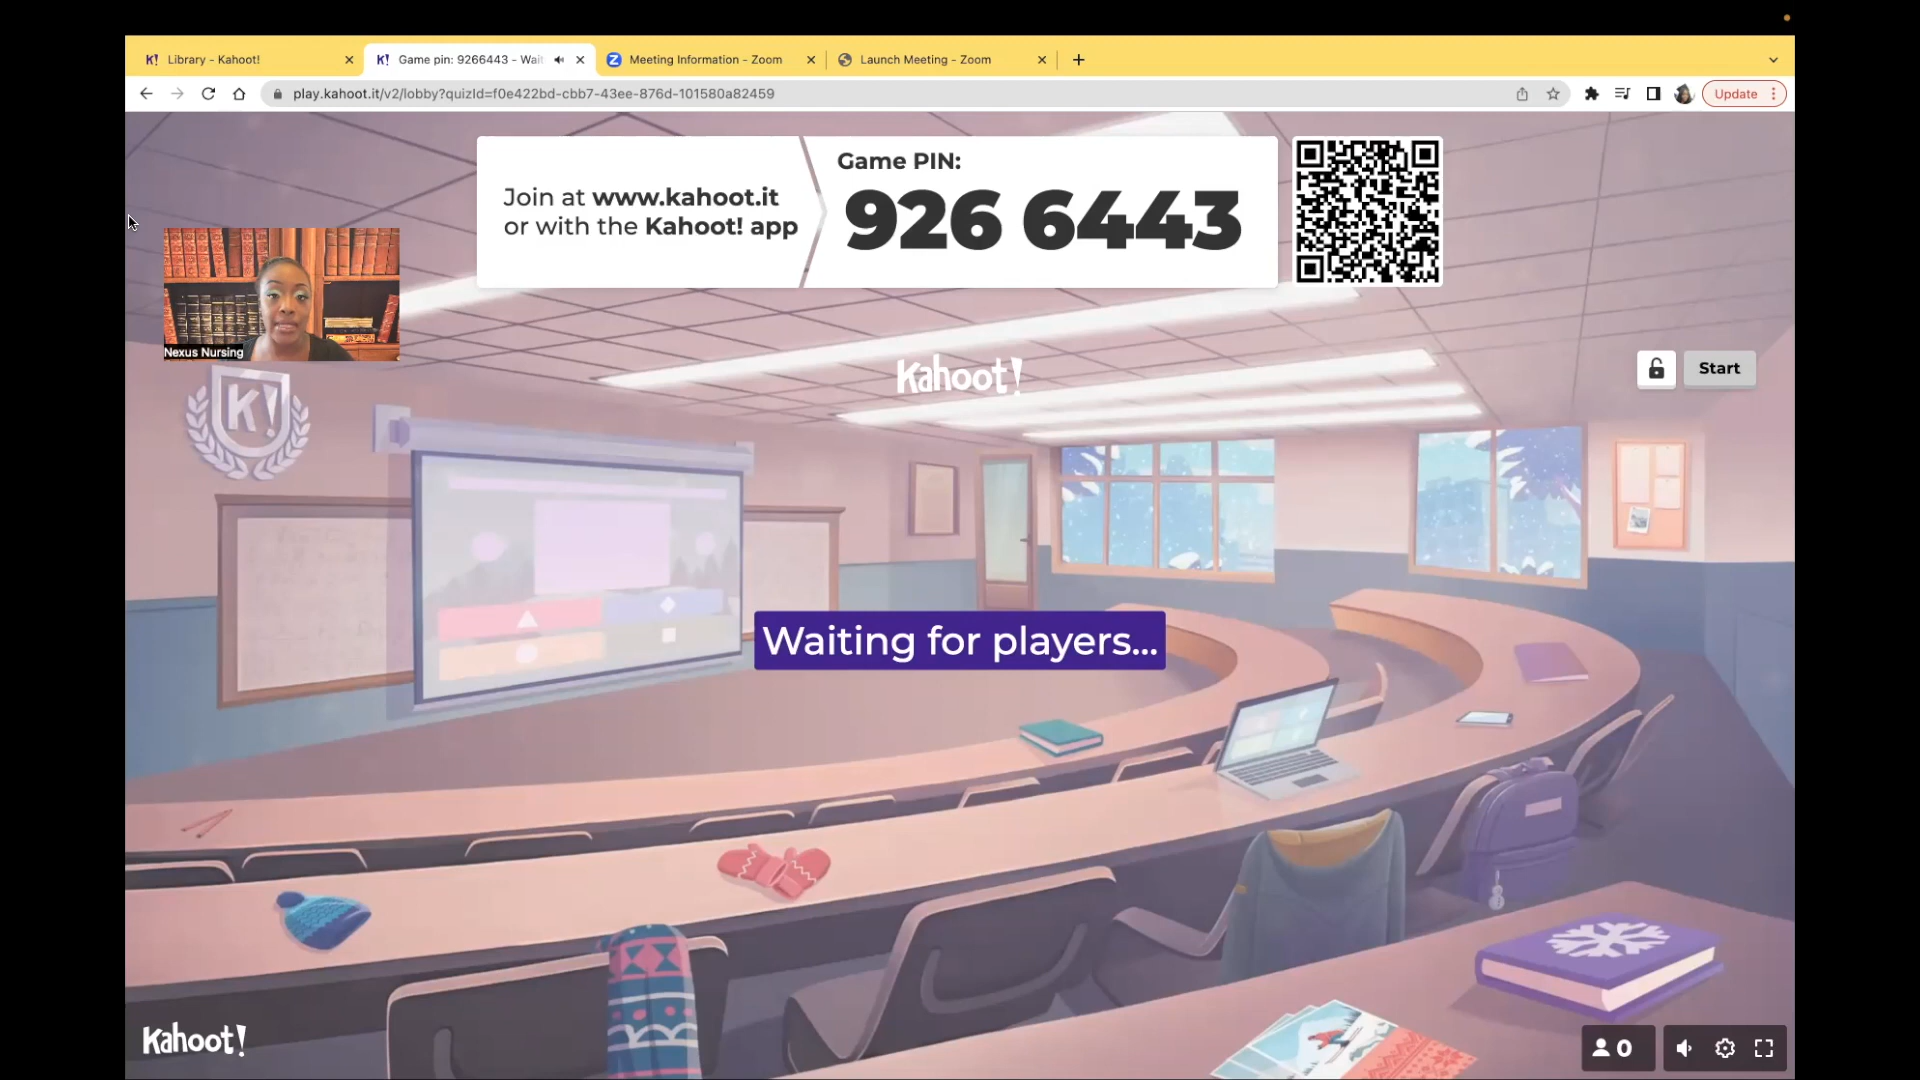 Library - Kahoot!
Game pin: 9266443 - Wait
Meeting Information - Zoom
Launch Meeting - Zoom
play.kahoot.it/v2/lobby?quizId=f0e422bd-cbb7-43ee-876d-101580a82459
Update
Join at www.kahoot.it
or with the Kahoot! app
Game PIN:
926 6443
Nexus Nursing
K!
Kahoot!
Start
Waiting for players...
Kahoot!
0